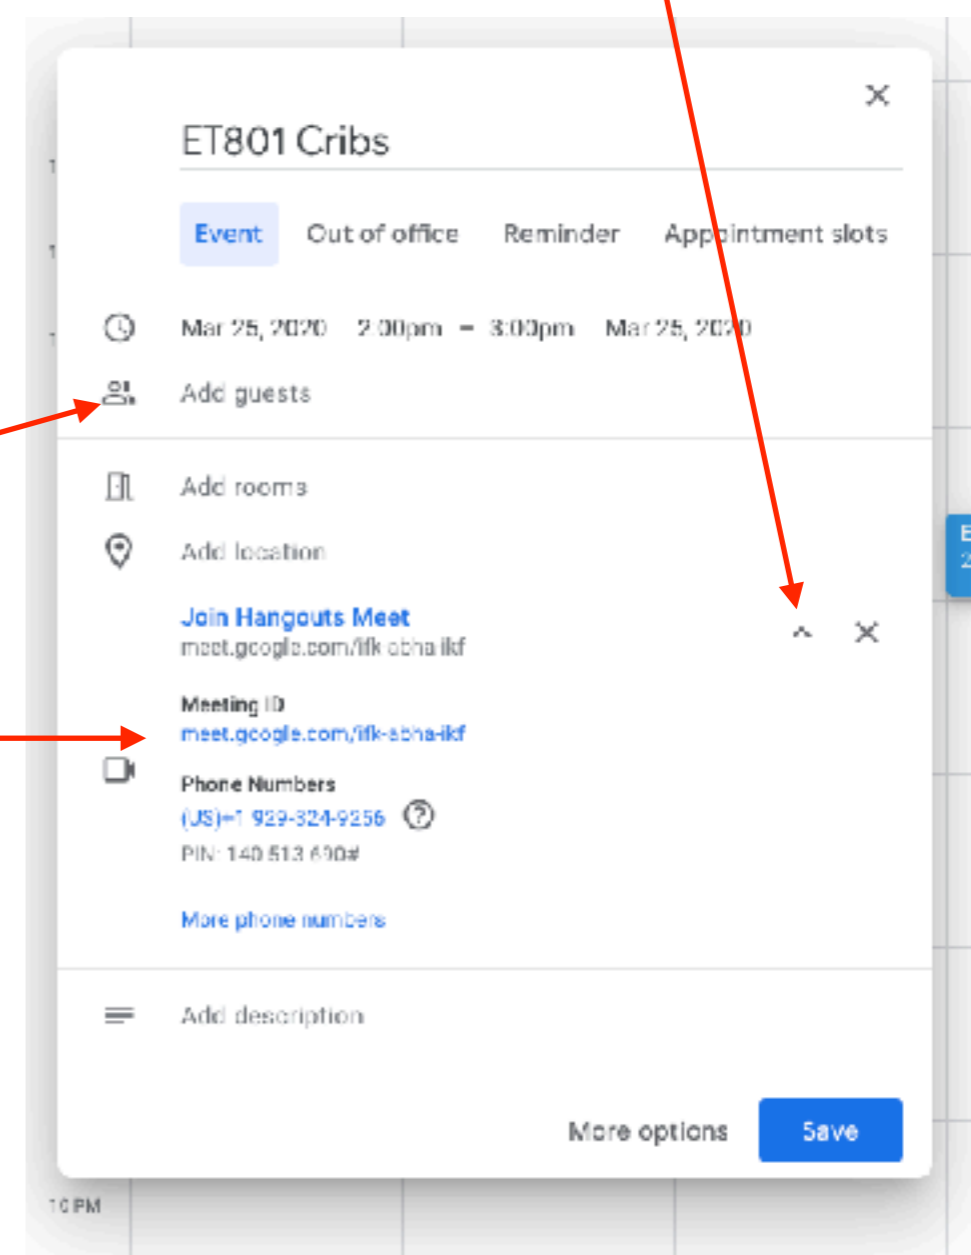 ET801 Cribs
Event Out of office Reminder Appointment slots
Mar 25, 2020 2:00pm – 3:00pm Mar 25, 2020
Add guests
Add rooms
Add location
E
2
Join Hangouts Meet
meet.google.com/ifk-abha-ikf
Meeting ID
meet.google.com/ifk-abha-ikf
Phone Numbers
(US)+1 929-324-9256
PIN: 140 513 690#
More phone numbers
Add description
More options Save
10 PM